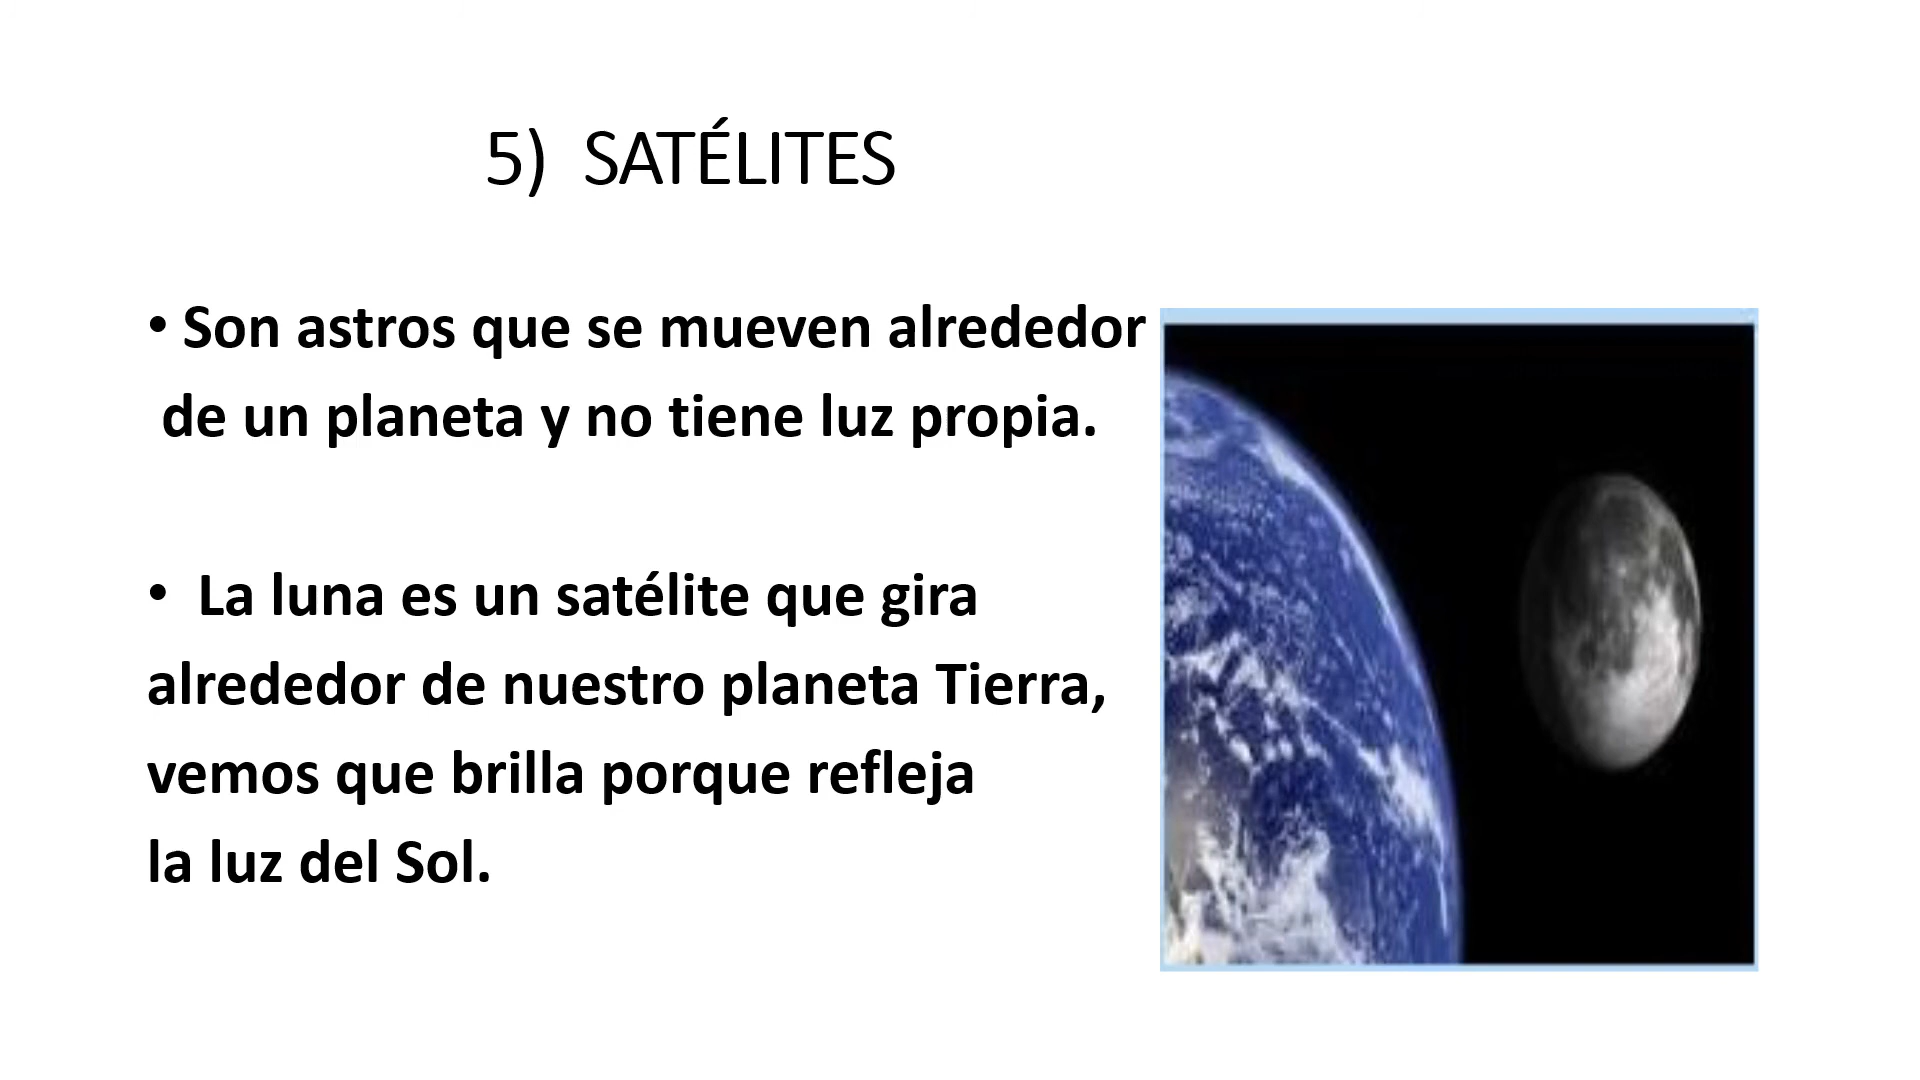 5) SATÉLITES
• Son astros que se mueven alrededor
de un planeta y no tiene luz propia.
• La luna es un satélite que gira
alrededor de nuestro planeta Tierra,
vemos que brilla porque refleja
la luz del Sol.